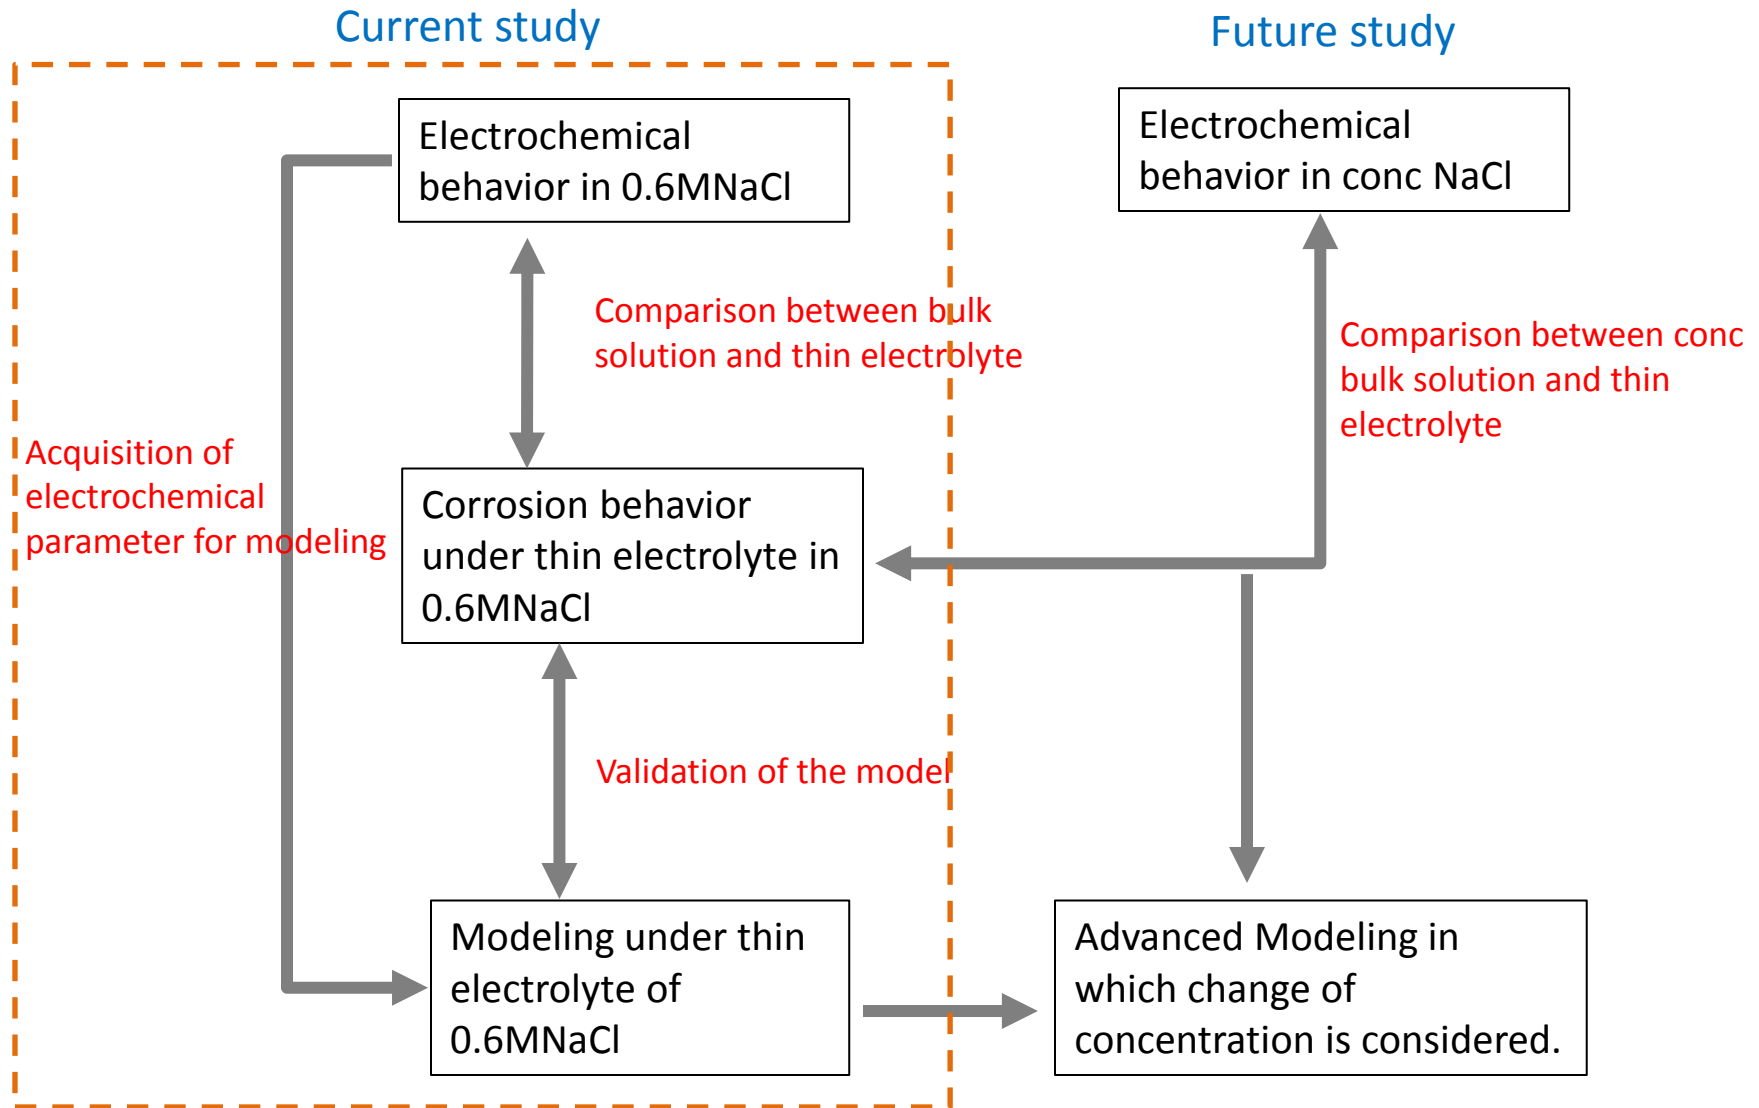 Current study
Future study
Electrochemical
behavior in 0.6MNaCl
Electrochemical
behavior in conc NaCl
Comparison between bulk
solution and thin electrolyte
Comparison between conc
bulk solution and thin
electrolyte
Acquisition of
electrochemical
parameter for modeling
Corrosion behavior
under thin electrolyte in
0.6MNaCl
Validation of the model
Modeling under thin
electrolyte of
0.6MNaCl
Advanced Modeling in
which change of
concentration is considered.